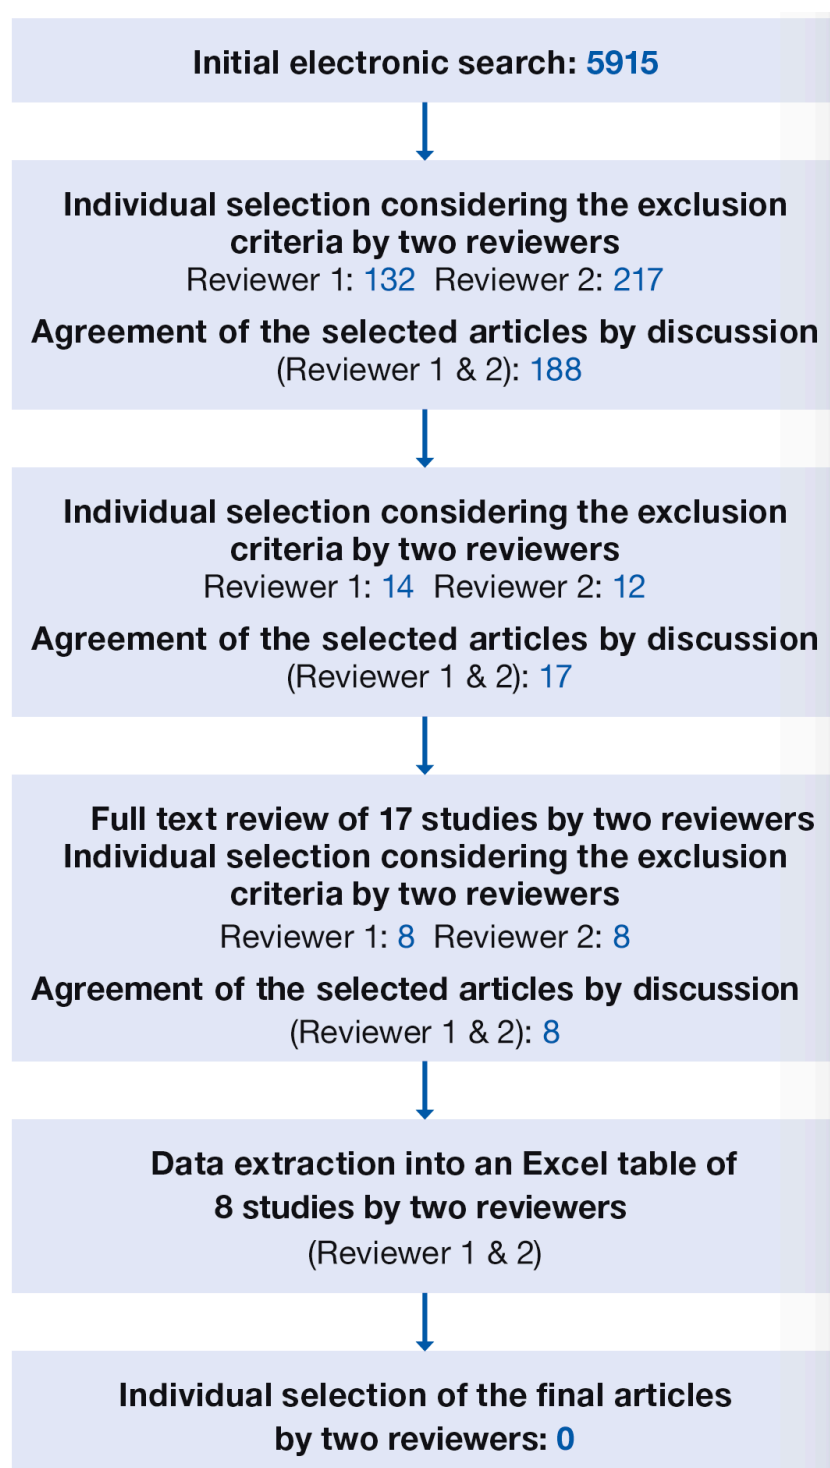 Initial electronic search: 5915
Individual selection considering the exclusion
criteria by two reviewers
Reviewer 1: 132 Reviewer 2: 217
Agreement of the selected articles by discussion
(Reviewer 1 & 2): 188
Individual selection considering the exclusion
criteria by two reviewers
Reviewer 1: 14 Reviewer 2: 12
Agreement of the selected articles by discussion
(Reviewer 1 & 2): 17
Full text review of 17 studies by two reviewers
Individual selection considering the exclusion
criteria by two reviewers
Reviewer 1: 8 Reviewer 2: 8
Agreement of the selected articles by discussion
(Reviewer 1 & 2): 8
Data extraction into an Excel table of
8 studies by two reviewers
(Reviewer 1 & 2)
Individual selection of the final articles
by two reviewers: 0